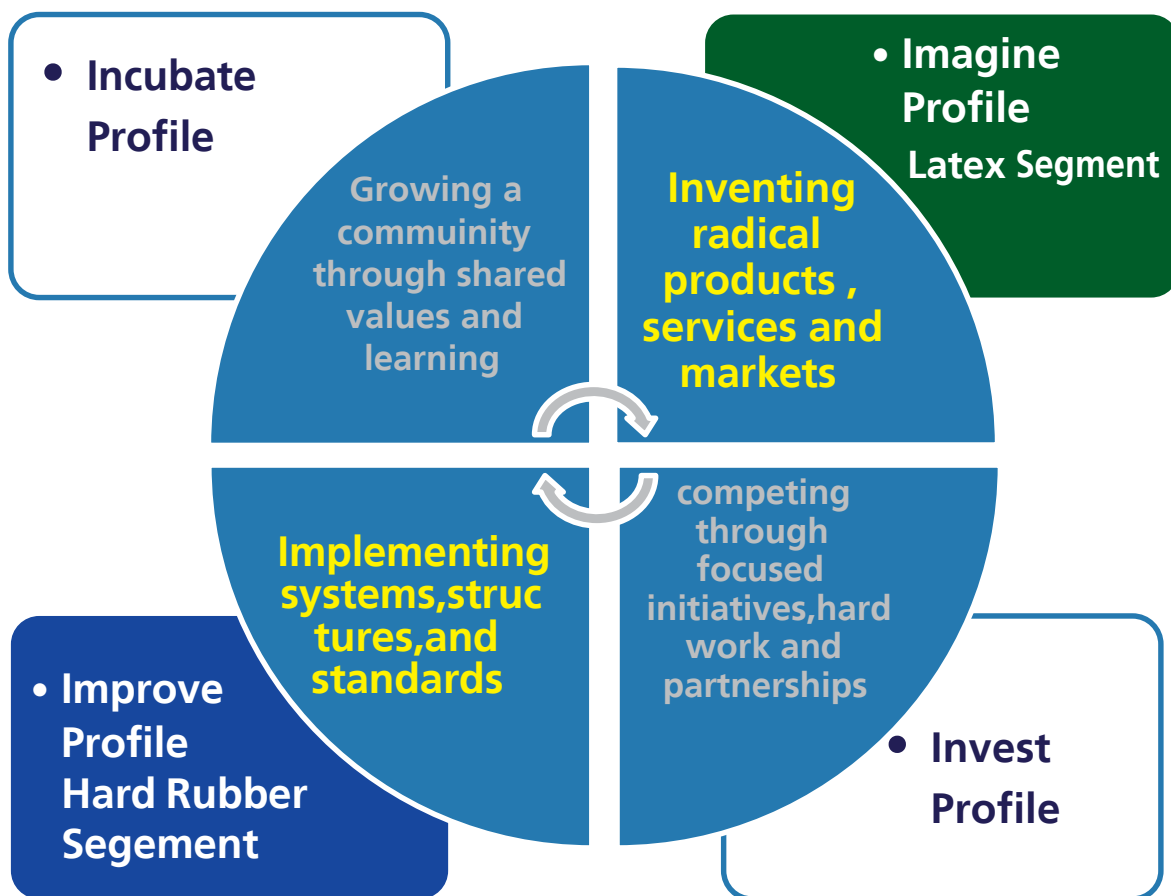 • Incubate
Profile
• Imagine
Profile
Latex Segment
Growing a
commuinity
through shared
values and
learning
Inventing
radical
products ,
services and
markets
Implementing
systems,struc
tures,and
standards
competing
through
focused
initiatives,hard
work and
partnerships
• Improve
Profile
Hard Rubber
Segement
• Invest
Profile